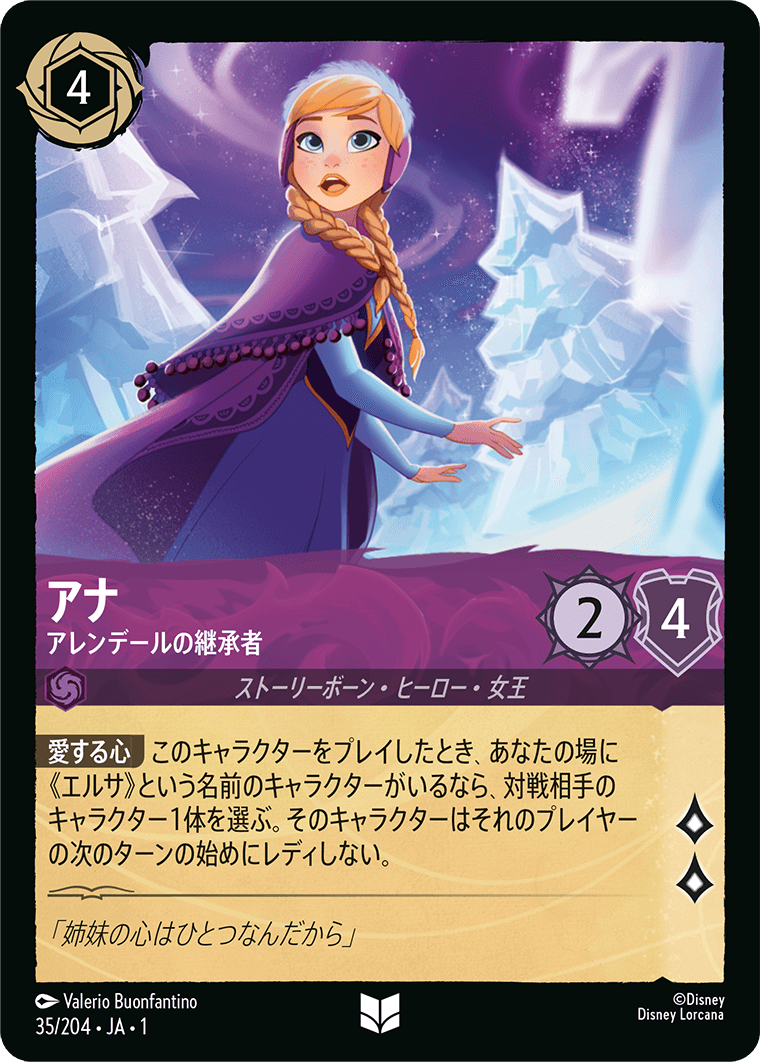 4
アナ
アレンデールの継承者
2
4
ストーリーボーン・ヒーロー・女王
愛する心 このキャラクターをプレイしたとき、あなたの場に
《エルサ》という名前のキャラクターがいるなら、対戦相手の
キャラクター1体を選ぶ。そのキャラクターはそれのプレイヤー
の次のターンの始めにレディしない。
「姉妹の心はひとつなんだから」
Valerio Buonfantino
35/204・JA・1
©Disney
Disney Lorcana